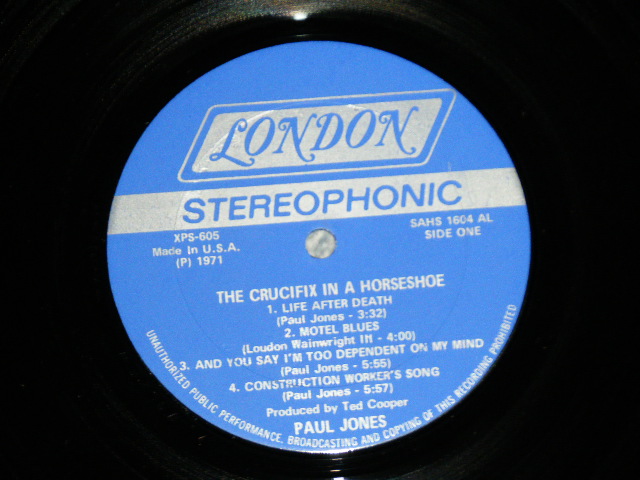 LONDON
STEREOPHONIC
XPS-605
Made in U.S.A.
(P) 1971
SAHS 1604 AL
SIDE ONE
THE CRUCIFIX IN A HORSESHOE
1. LIFE AFTER DEATH
(Paul Jones - 3:32)
2. MOTEL BLUES
(Loudon Wainwright III - 4:00)
3. AND YOU SAY I'M TOO DEPENDENT ON MY MIND
(Paul Jones - 5:55)
4. CONSTRUCTION WORKER'S SONG
(Paul Jones - 5:57)
Produced by Ted Cooper
PAUL JONES
UNAUTHORIZED PUBLIC PERFORMANCE, BROADCASTING AND COPYING OF THIS RECORDING PROHIBITED